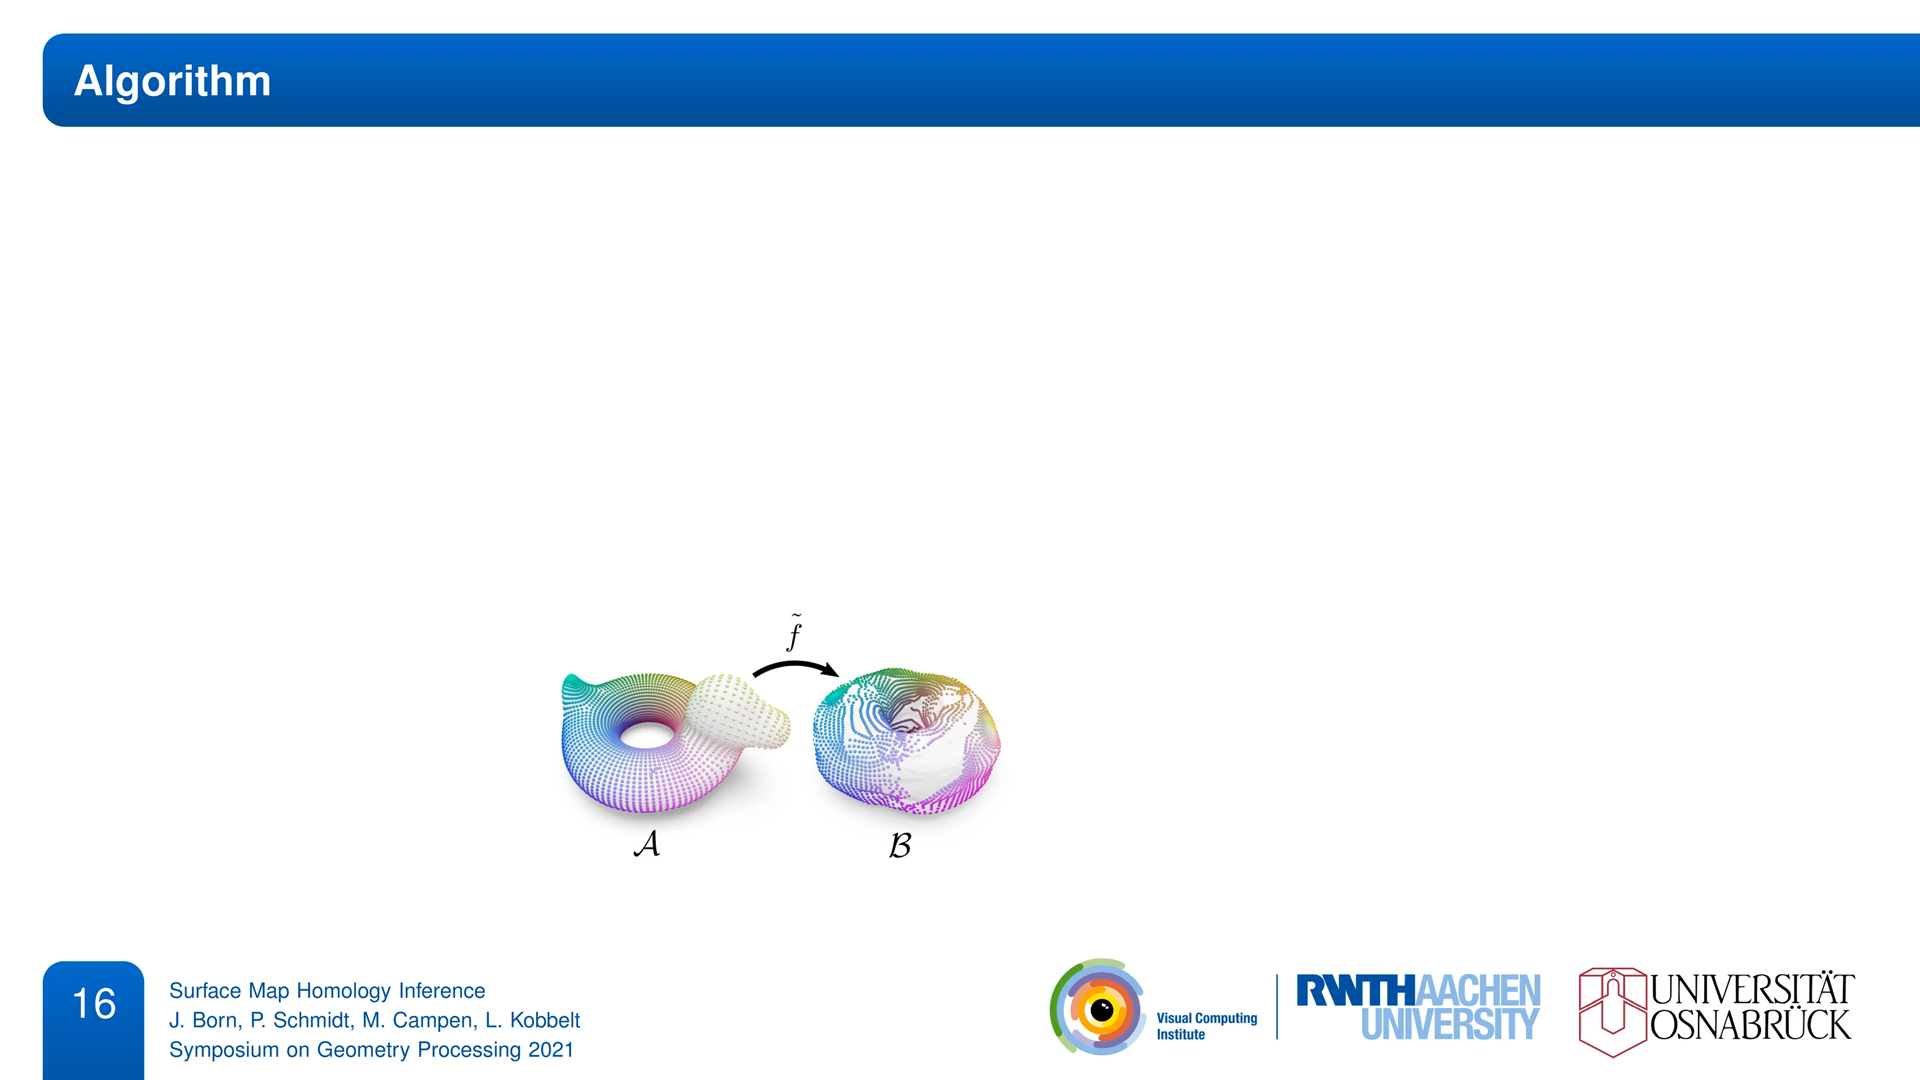 Algorithm
f̃
𝒜
ℬ
16
Surface Map Homology Inference
J. Born, P. Schmidt, M. Campen, L. Kobbelt
Symposium on Geometry Processing 2021
Visual Computing
Institute
RWTHAACHEN
UNIVERSITY
UNIVERSITÄT
OSNABRÜCK